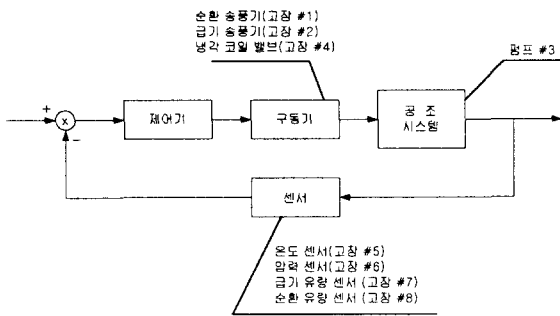 순환 송풍기(고장 #1)
급기 송풍기(고장 #2)
냉각 코일 밸브(고장 #4)
펌프 #3
+
x
−
제어기
구동기
공 조
시스템
센서
온도 센서(고장 #5)
압력 센서(고장 #6)
급기 유량 센서 (고장 #7)
순환 유량 센서 (고장 #8)